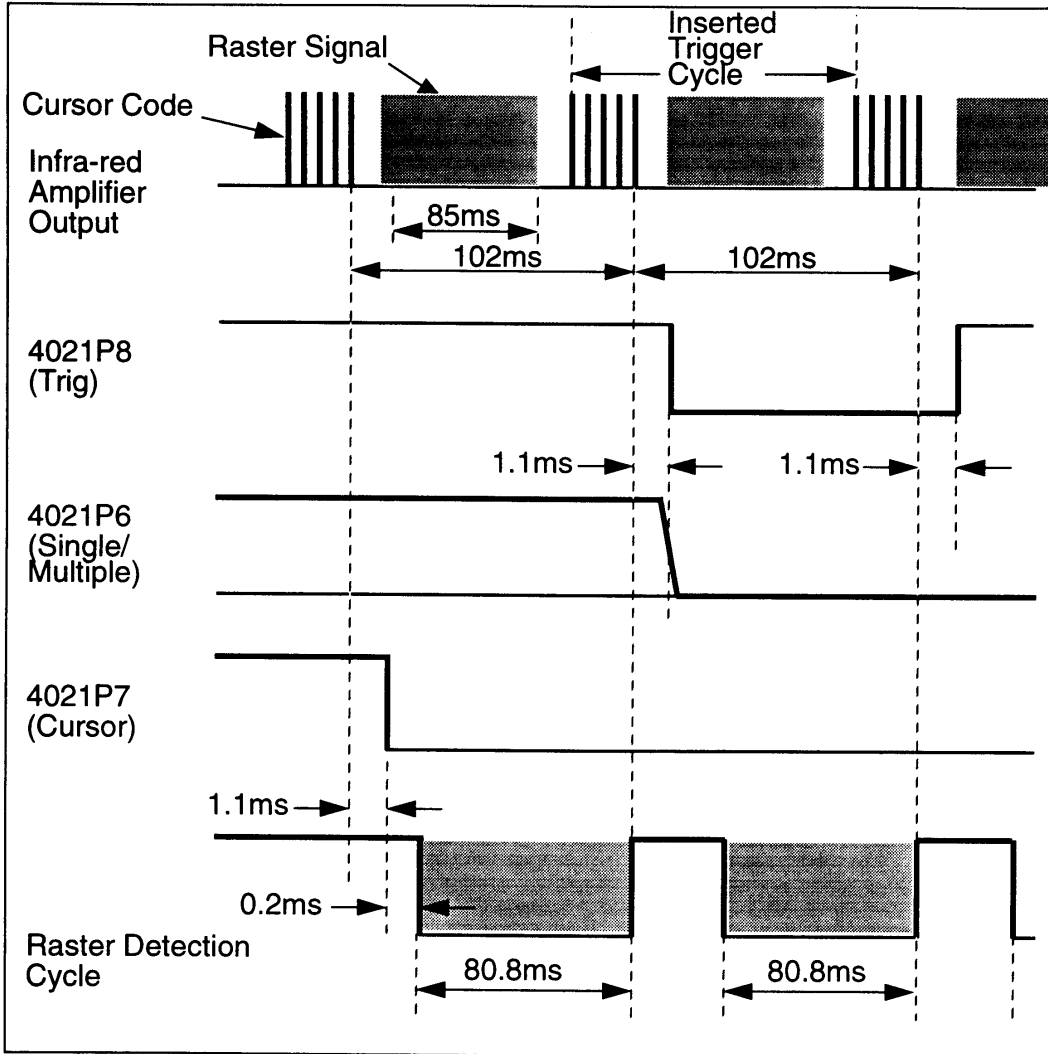 Inserted
Trigger
Cycle
Raster Signal
Cursor Code
Infra-red
Amplifier
Output
85ms
102ms
102ms
4021P8
(Trig)
1.1ms
1.1ms
4021P6
(Single/
Multiple)
4021P7
(Cursor)
1.1ms
0.2ms
Raster Detection
Cycle
80.8ms
80.8ms